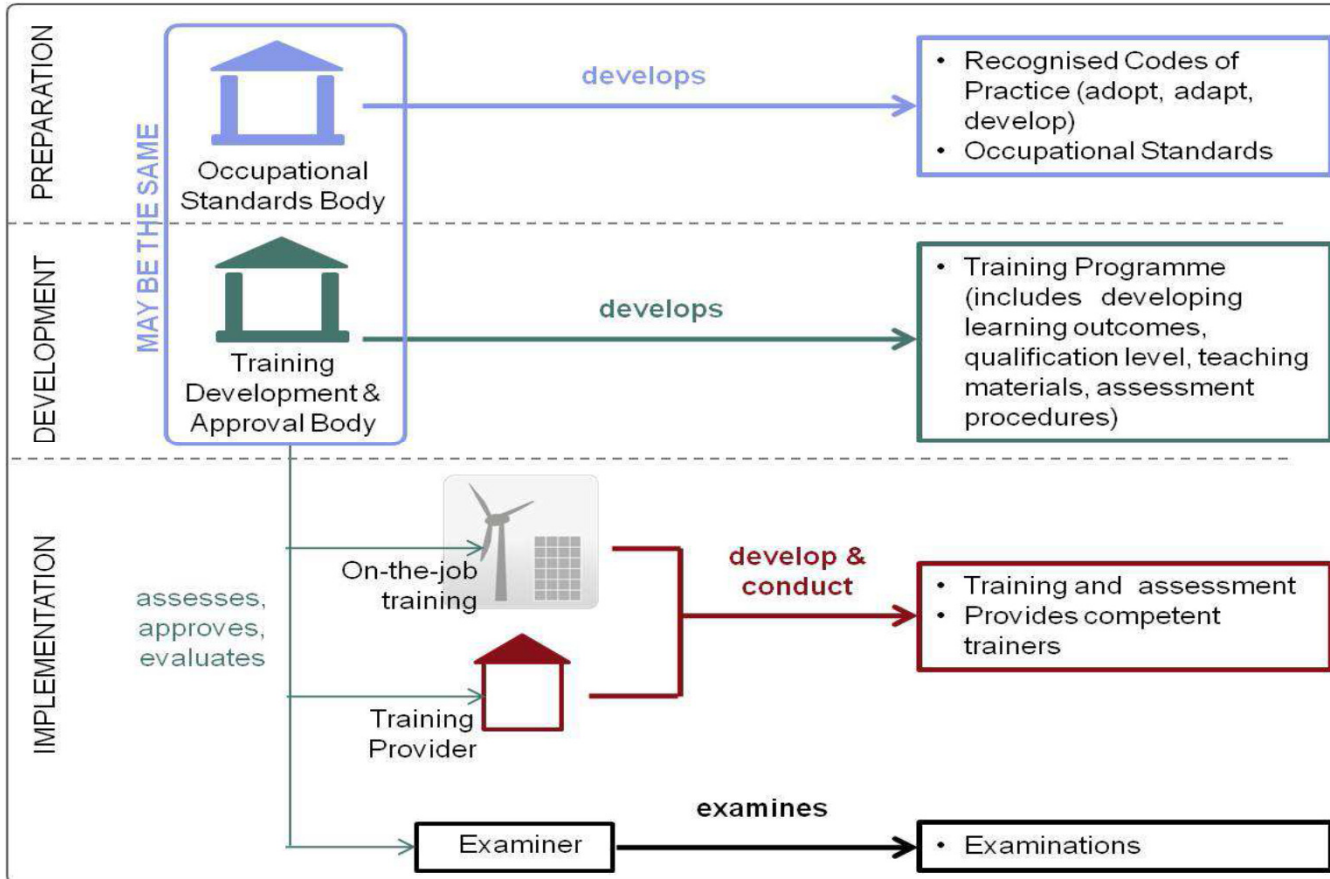 PREPARATION
MAY BE THE SAME
Occupational
Standards Body
develops
• Recognised Codes of
Practice (adopt, adapt,
develop)
• Occupational Standards
DEVELOPMENT
Training
Development &
Approval Body
develops
• Training Programme
(includes developing
learning outcomes,
qualification level, teaching
materials, assessment
procedures)
IMPLEMENTATION
assesses,
approves,
evaluates
On-the-job
training
Training
Provider
develop &
conduct
• Training and assessment
• Provides competent
trainers
Examiner
examines
• Examinations